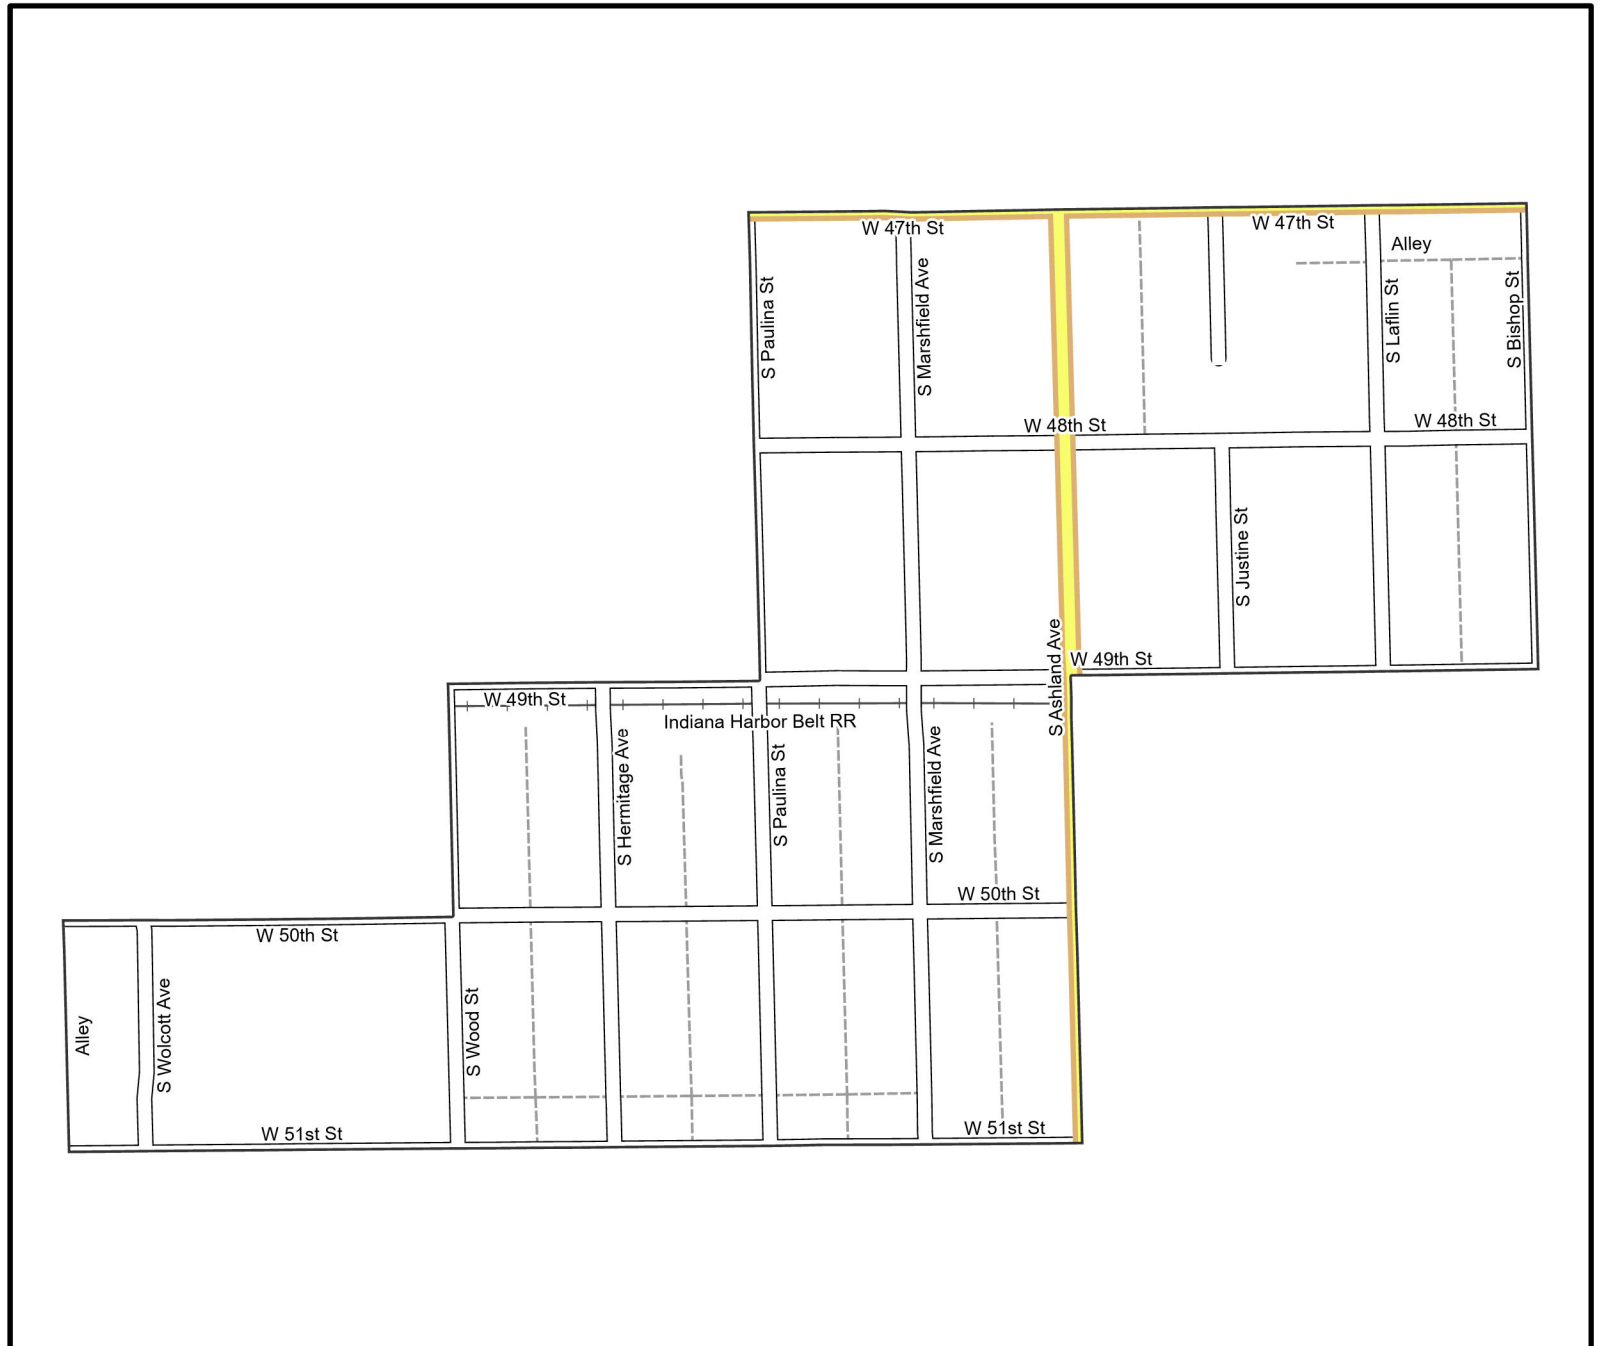 W 47th St
W 47th St
Alley
S Paulina St
S Marshfield Ave
S Laflin St
S Bishop St
W 48th St
W 48th St
S Justine St
S Ashland Ave
W 49th St
W 49th St
Indiana Harbor Belt RR
S Hermitage Ave
S Paulina St
S Marshfield Ave
W 50th St
W 50th St
Alley
S Wolcott Ave
S Wood St
W 51st St
W 51st St